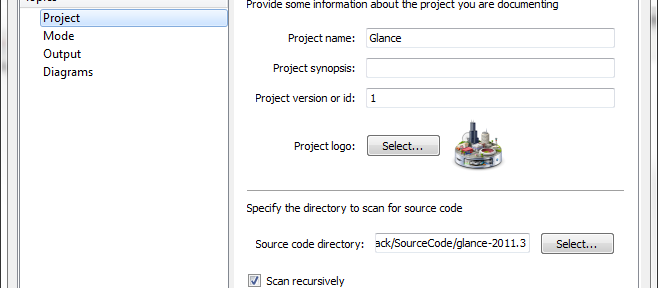 Provide some information about the project you are documenting
Project
Mode
Output
Diagrams
Project name: Glance
Project synopsis:
Project version or id: 1
Project logo: Select...
Specify the directory to scan for source code
Source code directory: ack/SourceCode/glance-2011.3 Select...
Scan recursively